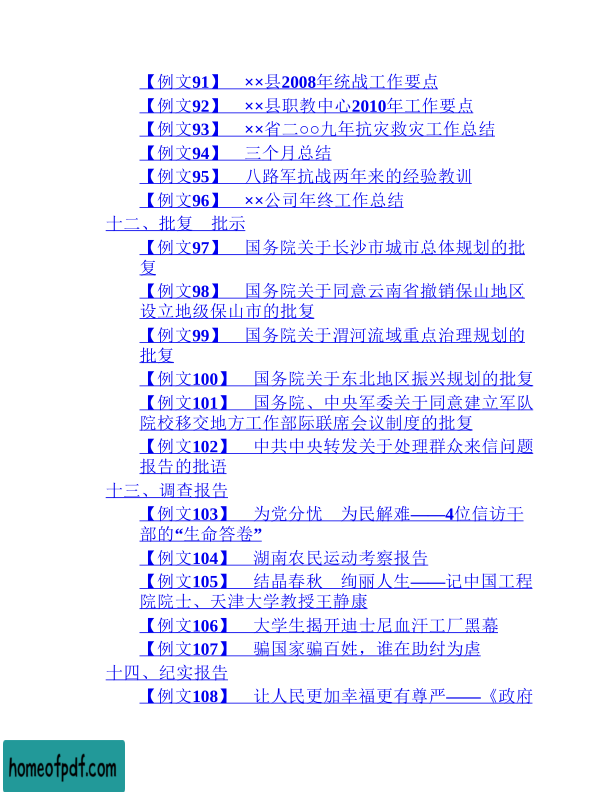 【例文91】　××县2008年统战工作要点
【例文92】　××县职教中心2010年工作要点
【例文93】　××省二○○九年抗灾救灾工作总结
【例文94】　三个月总结
【例文95】　八路军抗战两年来的经验教训
【例文96】　××公司年终工作总结
十二、批复　批示
【例文97】　国务院关于长沙市城市总体规划的批
复
【例文98】　国务院关于同意云南省撤销保山地区
设立地级保山市的批复
【例文99】　国务院关于渭河流域重点治理规划的
批复
【例文100】　国务院关于东北地区振兴规划的批复
【例文101】　国务院、中央军委关于同意建立军队
院校移交地方工作部际联席会议制度的批复
【例文102】　中共中央转发关于处理群众来信问题
报告的批语
十三、调查报告
【例文103】　为党分忧　为民解难——4位信访干
部的“生命答卷”
【例文104】　湖南农民运动考察报告
【例文105】　结晶春秋　绚丽人生——记中国工程
院院士、天津大学教授王静康
【例文106】　大学生揭开迪士尼血汗工厂黑幕
【例文107】　骗国家骗百姓，谁在助纣为虐
十四、纪实报告
【例文108】　让人民更加幸福更有尊严——《政府
homeofpdf.com